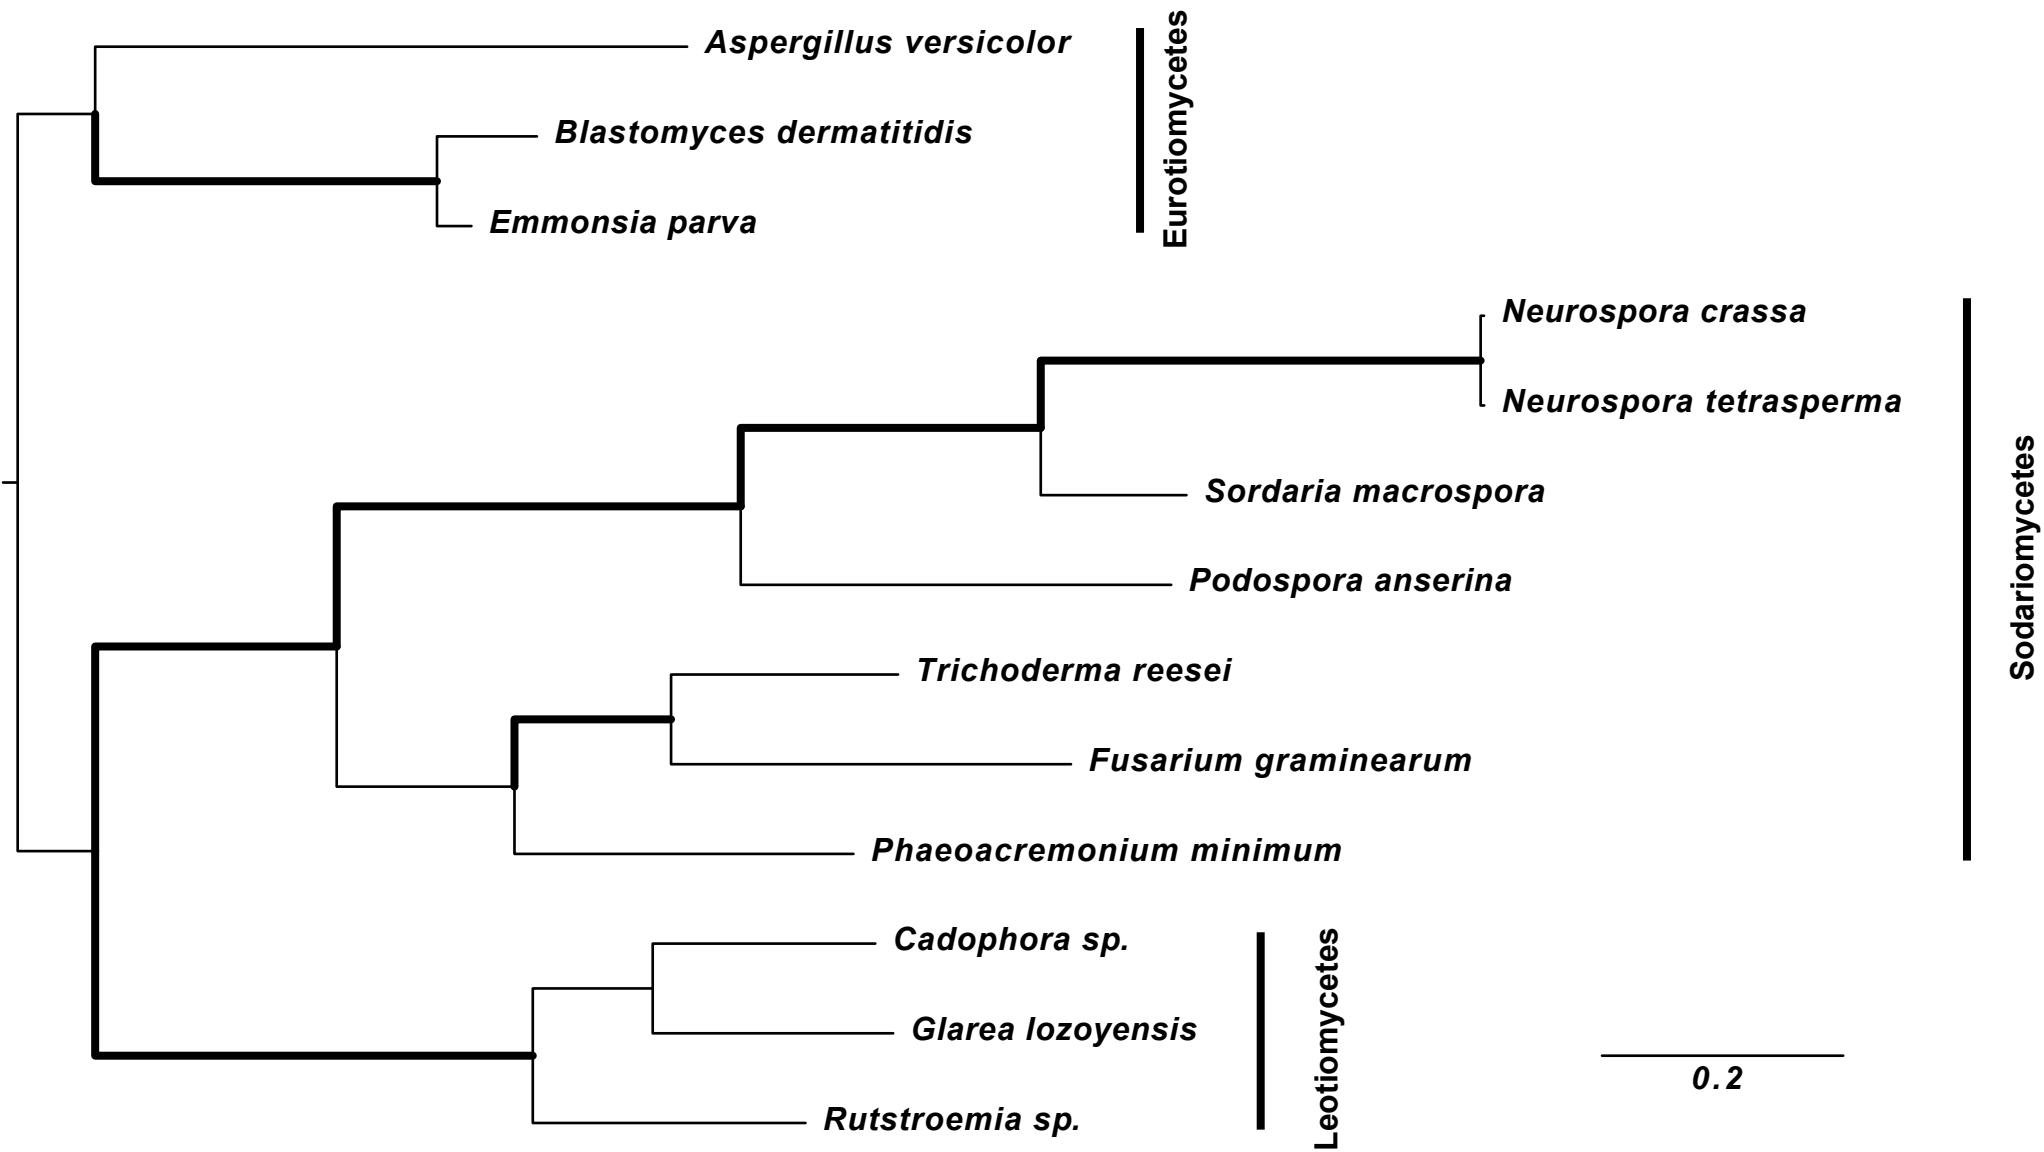 Aspergillus versicolor
Blastomyces dermatitidis
Emmonsia parva
Eurotiomycetes
Neurospora crassa
Neurospora tetrasperma
Sordaria macrospora
Podospora anserina
Trichoderma reesei
Fusarium graminearum
Phaeoacremonium minimum
Sodariomycetes
Cadophora sp.
Glarea lozoyensis
Rutstroemia sp.
Leotiomycetes
0.2